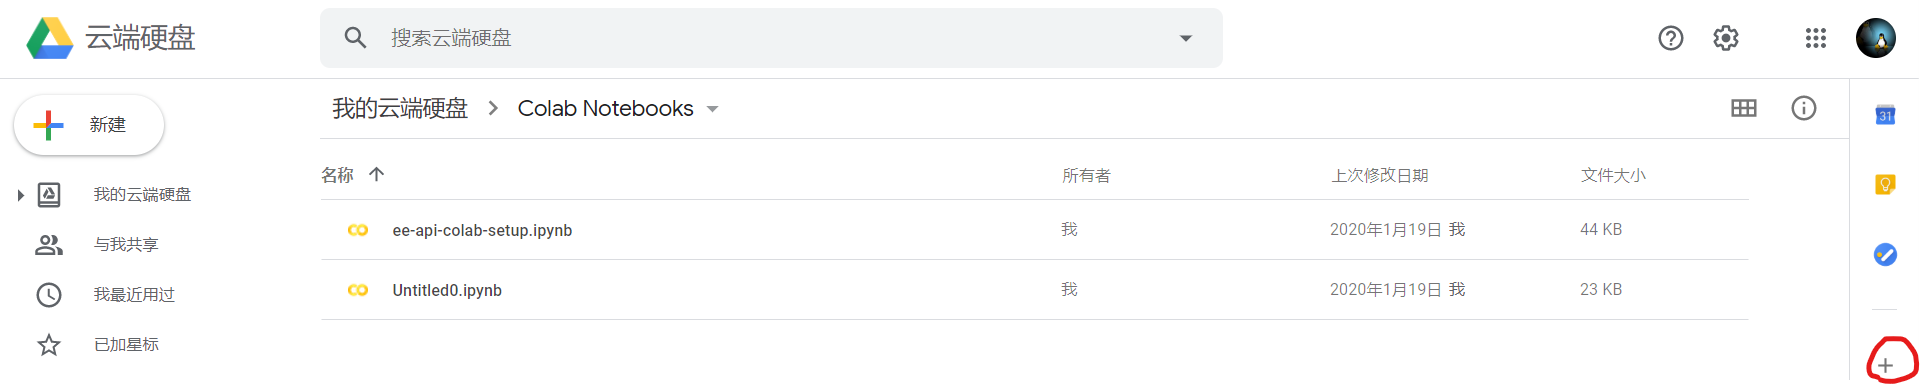 云端硬盘
搜索云端硬盘
我的云端硬盘 Colab Notebooks
31
新建
名称 所有者 上次修改日期 文件大小
我的云端硬盘
ee-api-colab-setup.ipynb 我 2020年1月19日 我 44 KB
与我共享
Untitled0.ipynb 我 2020年1月19日 我 23 KB
我最近用过
已加星标